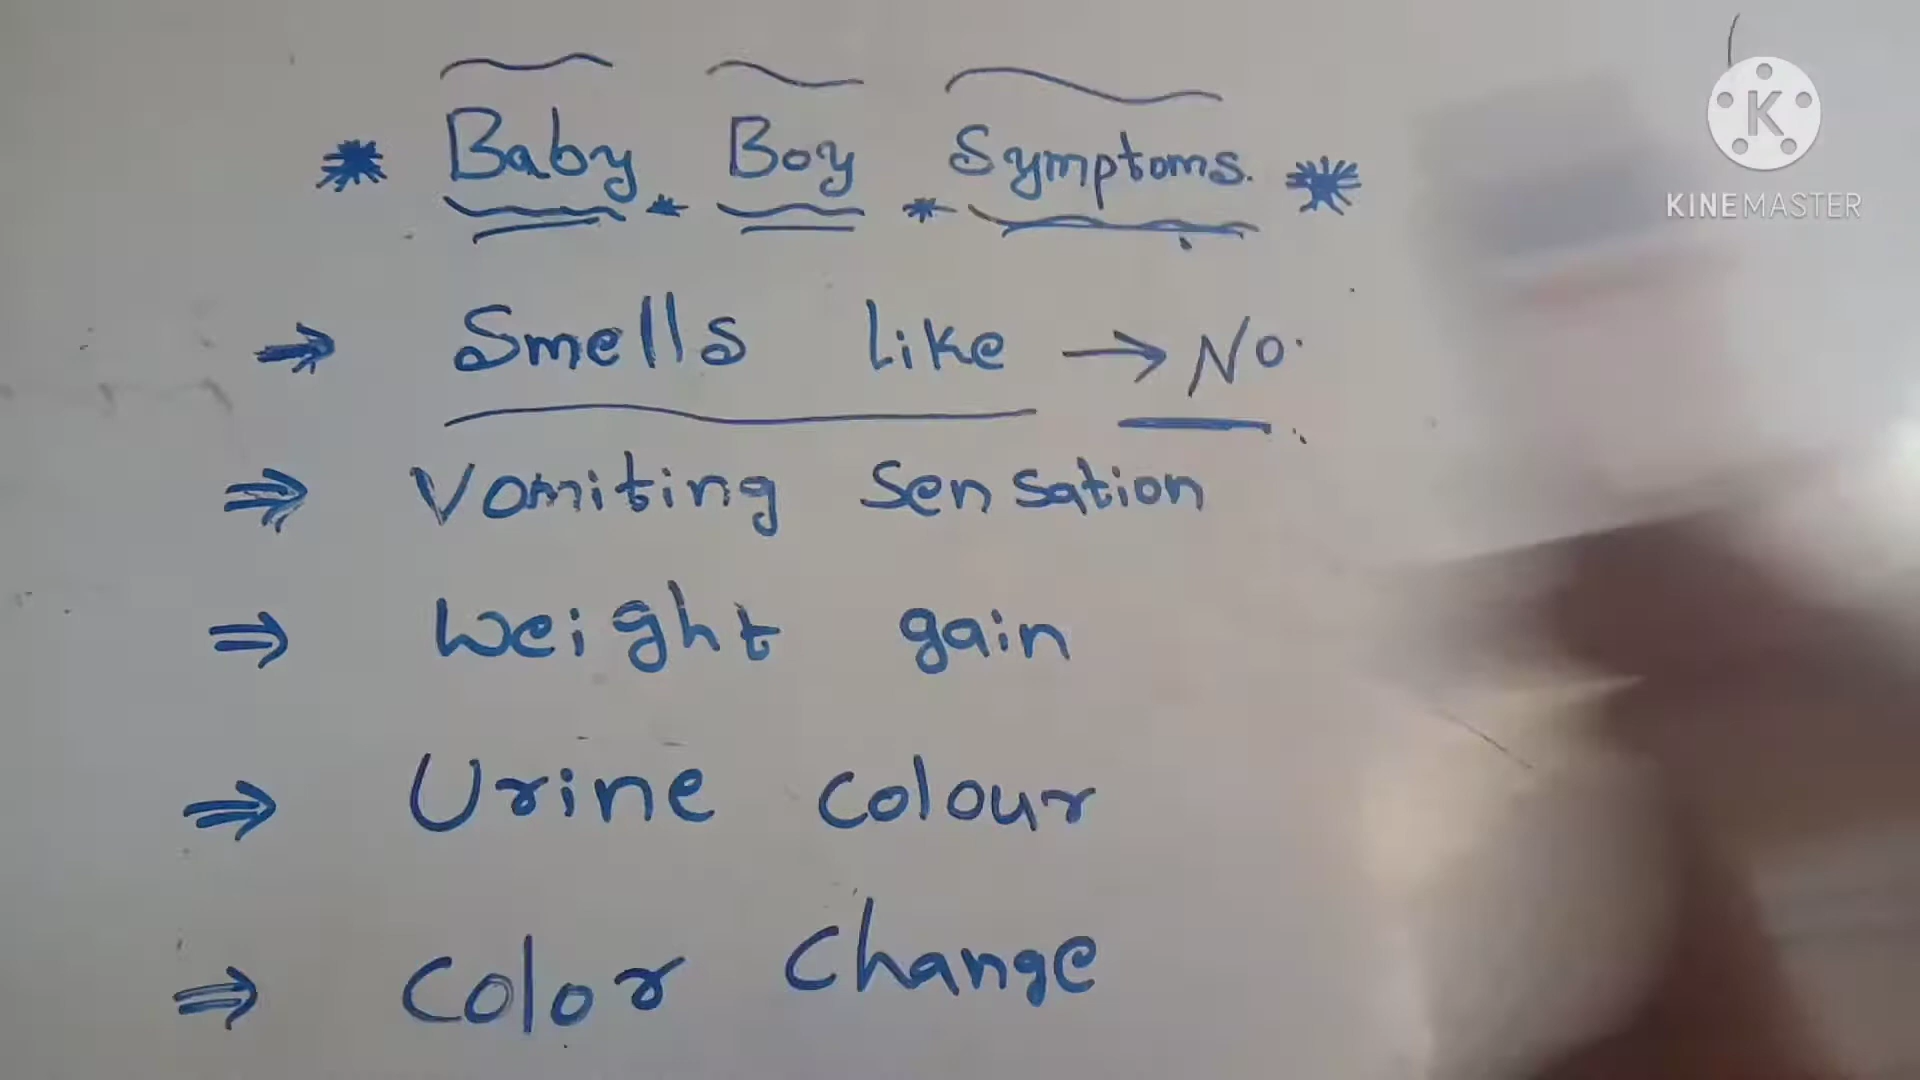 Baby Boy Symptoms.
Smells like → No.
Vomiting Sensation
Weight gain
Urine colour
Color Change
K
KINEMASTER